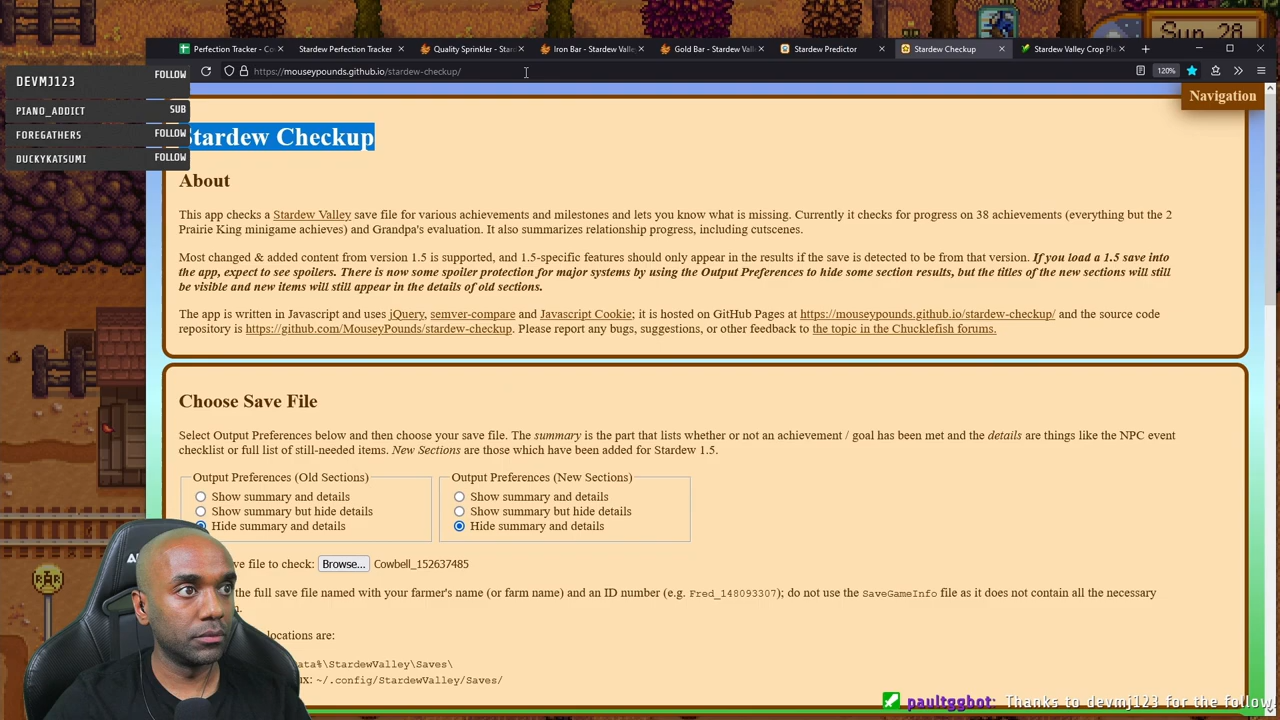 Sun. 28
Perfection Tracker - Co
Stardew Perfection Tracker
Quality Sprinkler - Star
Iron Bar - Stardew Valle
Gold Bar - Stardew Vall
Stardew Predictor
Stardew Checkup
Stardew Valley Crop Pla
https://mouseypounds.github.io/stardew-checkup/
120%
DEVMJ123 FOLLOW
PIANO_ADDICT SUB
FOREGATHERS FOLLOW
DUCKYKATSUMI FOLLOW
Navigation
Stardew Checkup
About
This app checks a Stardew Valley save file for various achievements and milestones and lets you know what is missing. Currently it checks for progress on 38 achievements (everything but the 2
Prairie King minigame achieves) and Grandpa's evaluation. It also summarizes relationship progress, including cutscenes.
Most changed & added content from version 1.5 is supported, and 1.5-specific features should only appear in the results if the save is detected to be from that version. If you load a 1.5 save into
the app, expect to see spoilers. There is now some spoiler protection for major systems by using the Output Preferences to hide some section results, but the titles of the new sections will still
be visible and new items will still appear in the details of old sections.
The app is written in Javascript and uses jQuery, semver-compare and Javascript Cookie; it is hosted on GitHub Pages at https://mouseypounds.github.io/stardew-checkup/ and the source code
repository is https://github.com/MouseyPounds/stardew-checkup. Please report any bugs, suggestions, or other feedback to the topic in the Chucklefish forums.
Choose Save File
Select Output Preferences below and then choose your save file. The summary is the part that lists whether or not an achievement / goal has been met and the details are things like the NPC event
checklist or full list of still-needed items. New Sections are those which have been added for Stardew 1.5.
Output Preferences (Old Sections)
Show summary and details
Show summary but hide details
Hide summary and details
Output Preferences (New Sections)
Show summary and details
Show summary but hide details
Hide summary and details
ve file to check: Browse... Cowbell_152637485
the full save file named with your farmer's name (or farm name) and an ID number (e.g. Fred_148093307); do not use the SaveGameInfo file as it does not contain all the necessary
n.
locations are:
ata%\StardewValley\Saves\
ux: ~/.config/StardewValley/Saves/
paultggbot: Thanks to devmj123 for the follow